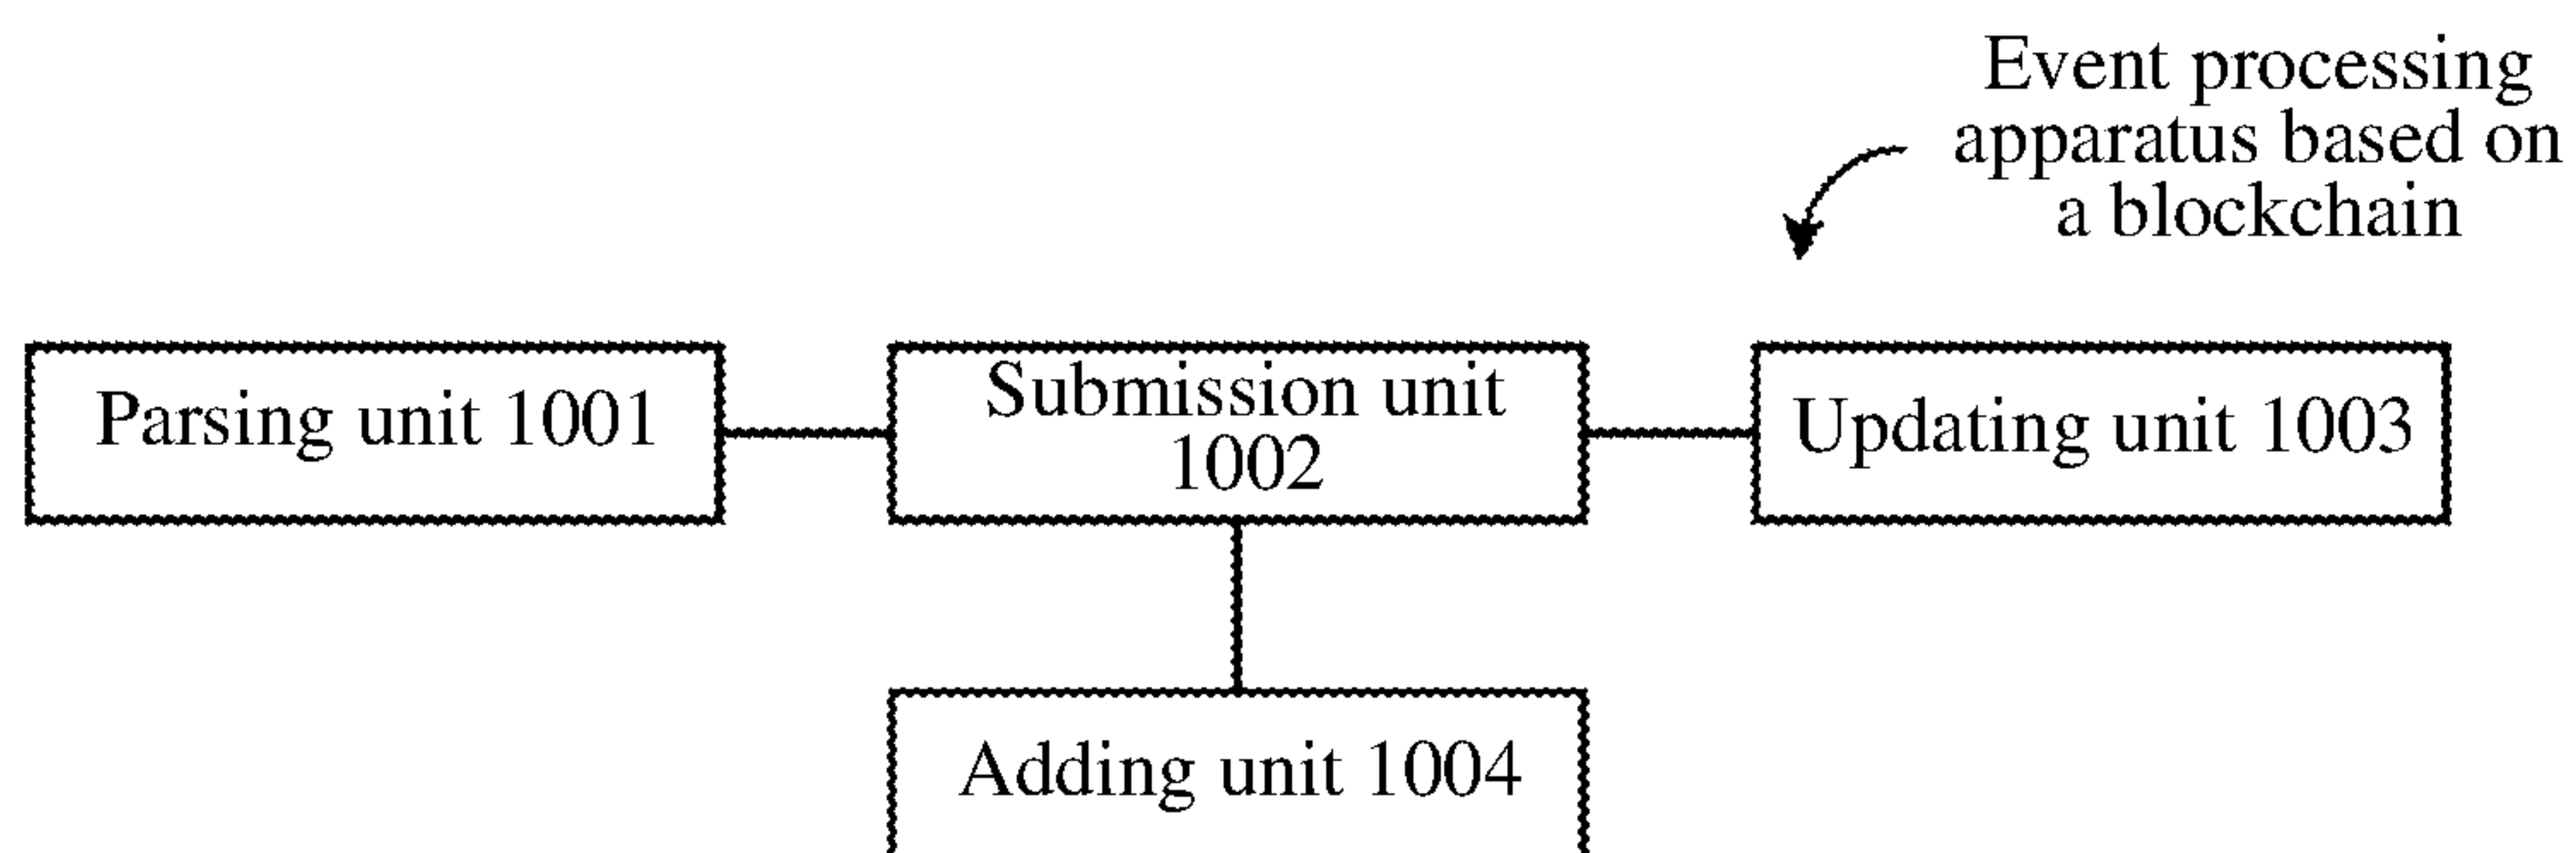 Event processing
apparatus based on
a blockchain
Parsing unit 1001
Submission unit
1002
Updating unit 1003
Adding unit 1004